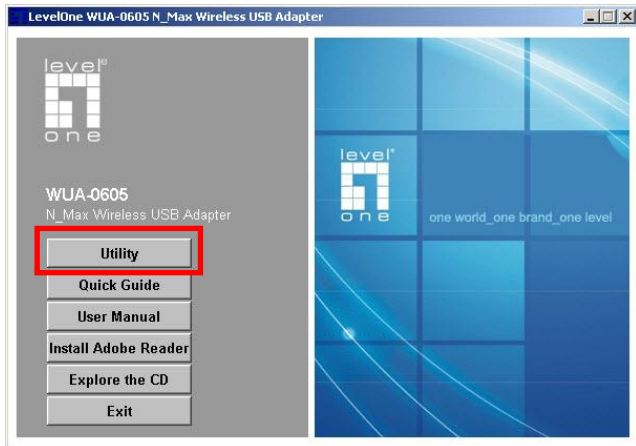 LevelOne WUA-0605 N_Max Wireless USB Adapter
level®
one
WUA-0605
N_Max Wireless USB Adapter
Utility
Quick Guide
User Manual
Install Adobe Reader
Explore the CD
Exit
level®
one
one world_one brand_one level